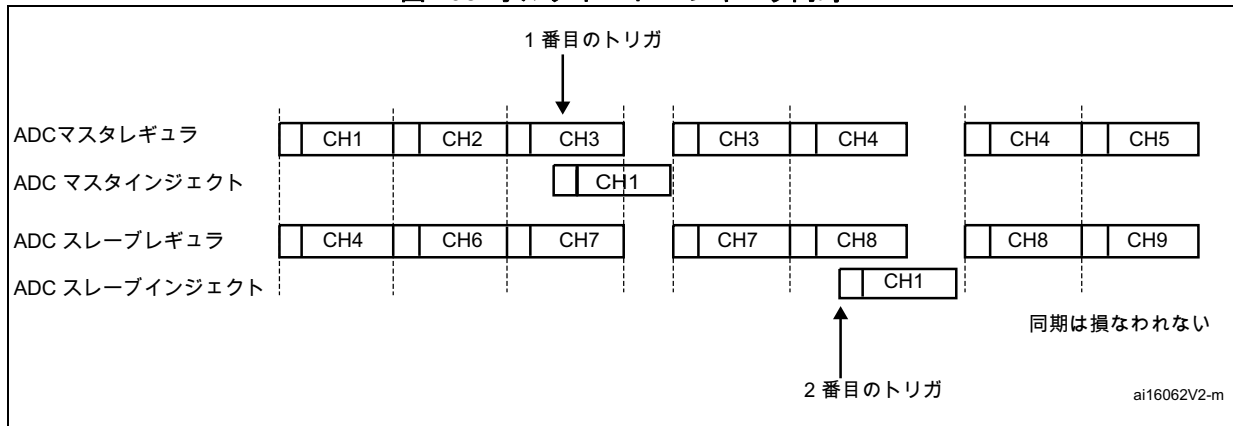 1 番目のトリガ
ADCマスタレギュラ CH1 CH2 CH3 CH3 CH4 CH4 CH5
ADC マスタインジェクト CH1
ADC スレーブレギュラ CH4 CH6 CH7 CH7 CH8 CH8 CH9
ADC スレーブインジェクト CH1
同期は損なわれない
2 番目のトリガ
ai16062V2-m